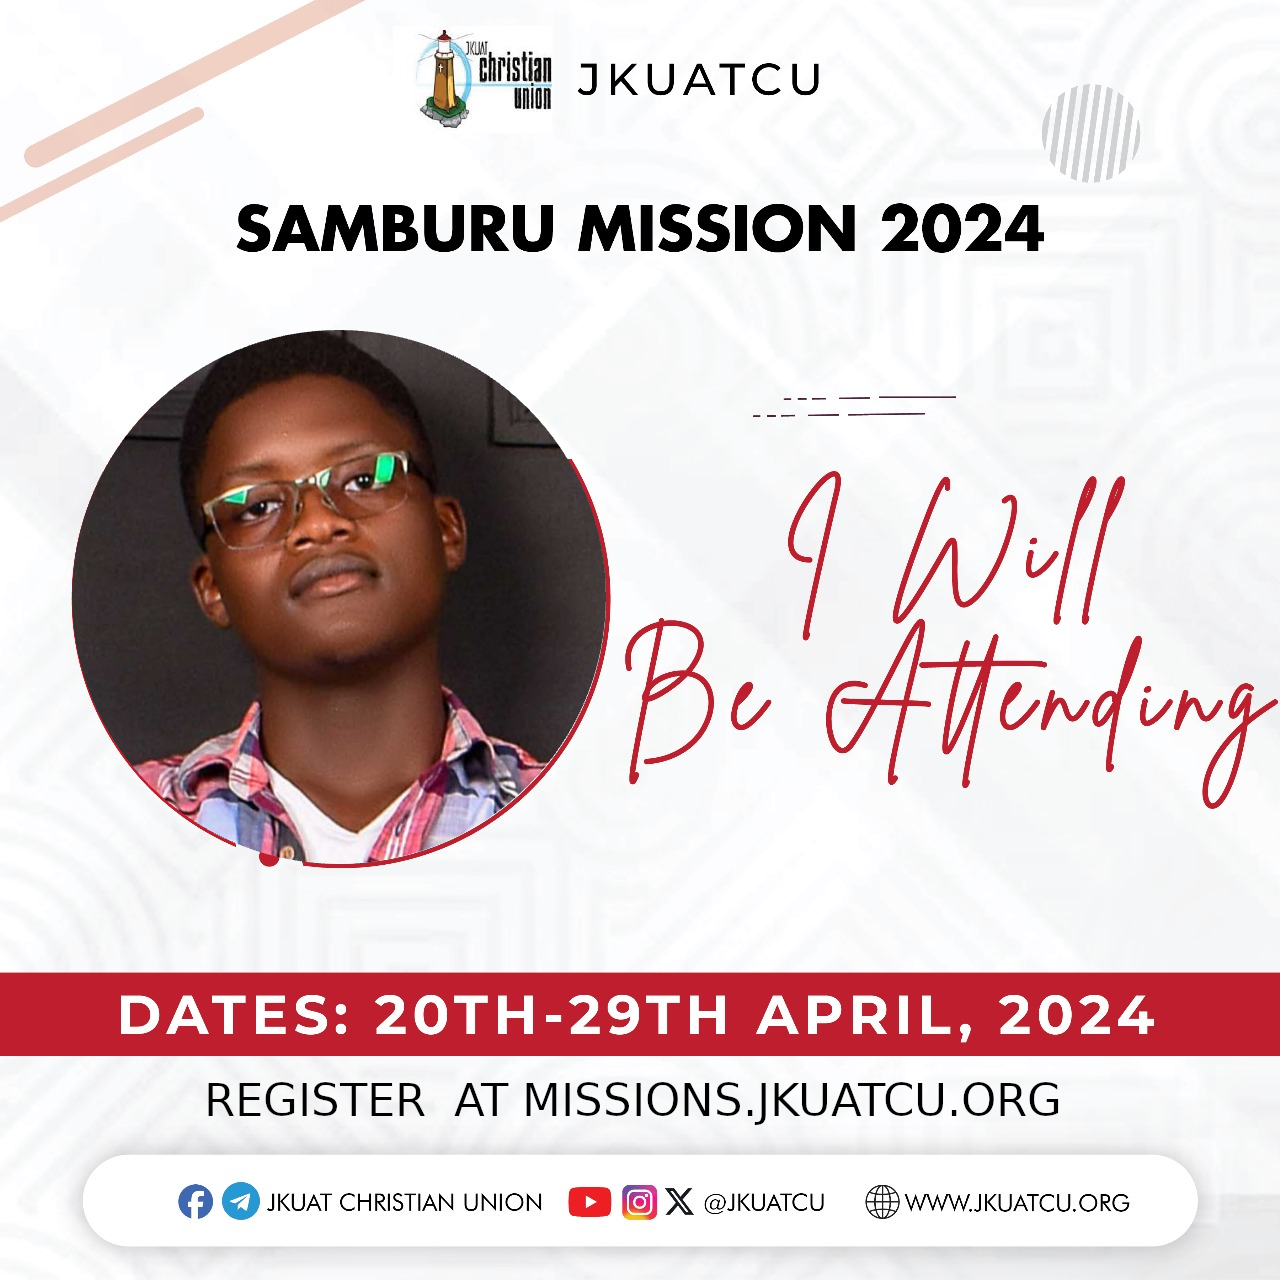 JKUAT
christian
union
JKUATCU
SAMBURU MISSION 2024
I Will
Be Attending
DATES: 20TH-29TH APRIL, 2024
REGISTER  AT MISSIONS.JKUATCU.ORG
JKUAT CHRISTIAN UNION @JKUATCU WWW.JKUATCU.ORG